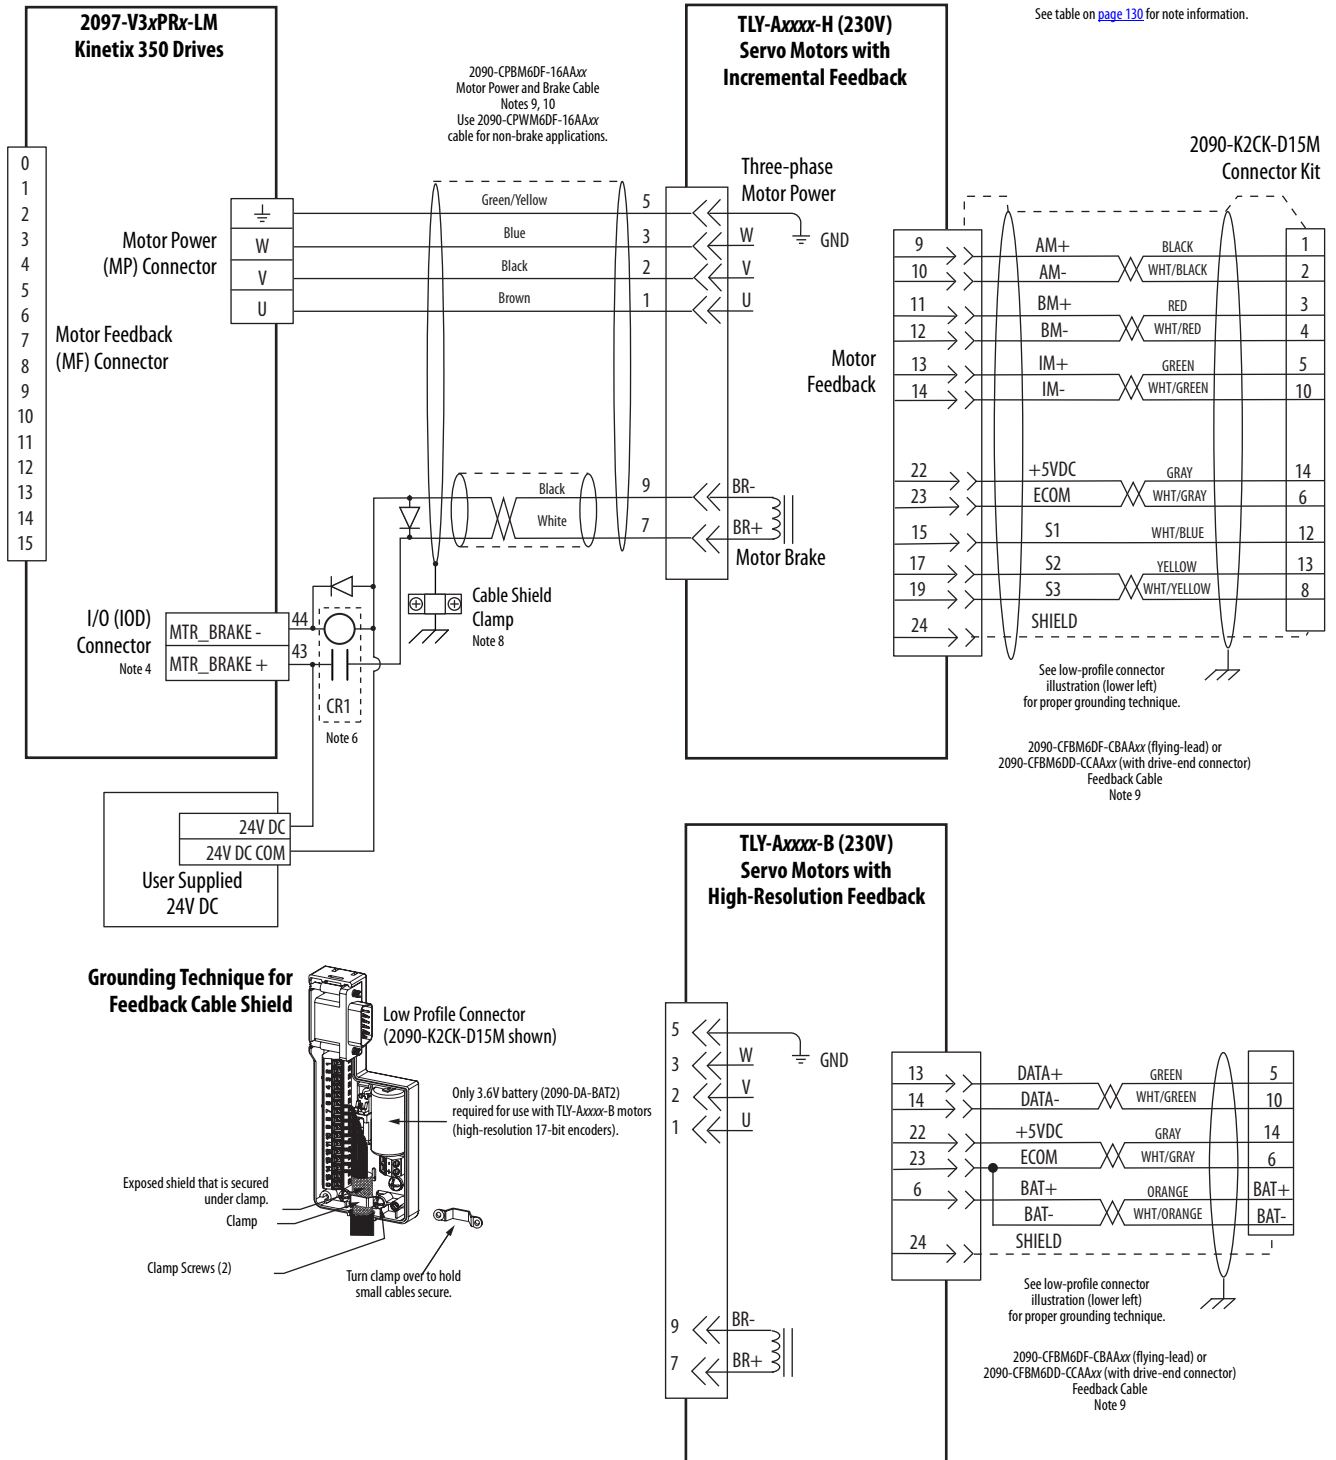 2097-V3xPRx-LM
Kinetix 350 Drives
TLY-Axxxx-H (230V)
Servo Motors with
Incremental Feedback
See table on page 130 for note information.
2090-CPBM6DF-16AAxx
Motor Power and Brake Cable
Notes 9, 10
Use 2090-CPWM6DF-16AAxx
cable for non-brake applications.
2090-K2CK-D15M
Connector Kit
0
1
2
3
4
5
6
7
8
9
10
11
12
13
14
15
Motor Feedback
(MF) Connector
Motor Power
(MP) Connector
W
V
U
Green/Yellow
Blue
Black
Brown
5
3
2
1
Three-phase
Motor Power
W
V
U
GND
Motor
Feedback
9 AM+ BLACK 1
10 AM- WHT/BLACK 2
11 BM+ RED 3
12 BM- WHT/RED 4
13 IM+ GREEN 5
14 IM- WHT/GREEN 10
22 +5VDC GRAY 14
23 ECOM WHT/GRAY 6
15 S1 WHT/BLUE 12
17 S2 YELLOW 13
19 S3 WHT/YELLOW 8
24 SHIELD
Black 9 BR-
White 7 BR+
Motor Brake
Cable Shield
Clamp
Note 8
I/O (IOD)
Connector
Note 4
MTR_BRAKE - 44
MTR_BRAKE + 43
CR1
Note 6
See low-profile connector
illustration (lower left)
for proper grounding technique.
2090-CFBM6DF-CBAAxx (flying-lead) or
2090-CFBM6DD-CCAAxx (with drive-end connector)
Feedback Cable
Note 9
24V DC
24V DC COM
User Supplied
24V DC
TLY-Axxxx-B (230V)
Servo Motors with
High-Resolution Feedback
Grounding Technique for
Feedback Cable Shield
Low Profile Connector
(2090-K2CK-D15M shown)
Only 3.6V battery (2090-DA-BAT2)
required for use with TLY-Axxxx-B motors
(high-resolution 17-bit encoders).
Exposed shield that is secured
under clamp.
Clamp
Clamp Screws (2)
Turn clamp over to hold
small cables secure.
5
3 W
2 V
1 U
GND
9 BR-
7 BR+
13 DATA+ GREEN 5
14 DATA- WHT/GREEN 10
22 +5VDC GRAY 14
23 ECOM WHT/GRAY 6
6 BAT+ ORANGE BAT+
BAT- WHT/ORANGE BAT-
24 SHIELD
See low-profile connector
illustration (lower left)
for proper grounding technique.
2090-CFBM6DF-CBAAxx (flying-lead) or
2090-CFBM6DD-CCAAxx (with drive-end connector)
Feedback Cable
Note 9